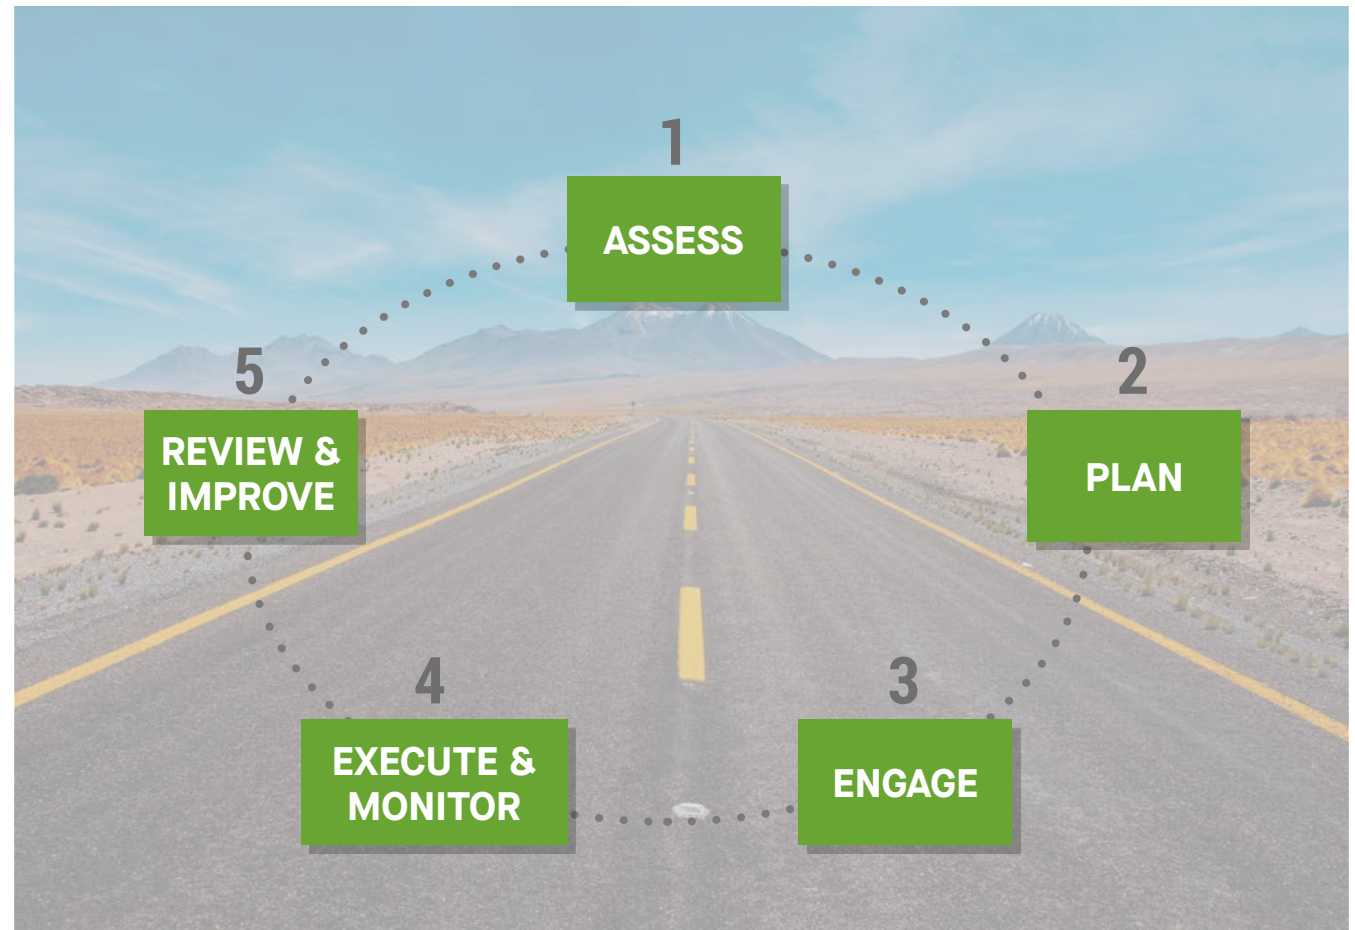 1
ASSESS
2
PLAN
3
ENGAGE
4
EXECUTE &
MONITOR
5
REVIEW &
IMPROVE